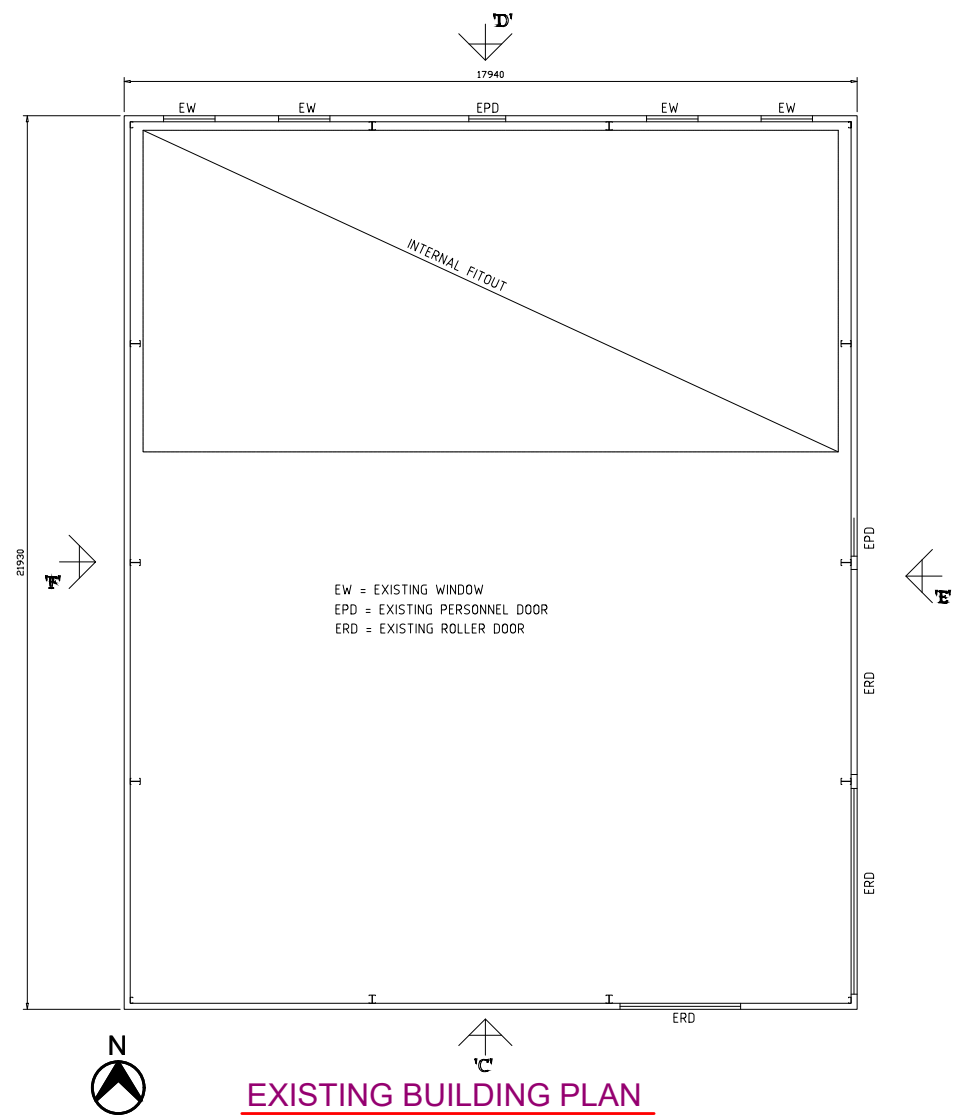 'D'
17940
EW
EW
EPD
EW
EW
INTERNAL FITOUT
21930
'F'
EPD
'E'
EW = EXISTING WINDOW
EPD = EXISTING PERSONNEL DOOR
ERD = EXISTING ROLLER DOOR
ERD
ERD
ERD
'C'
N
EXISTING BUILDING PLAN